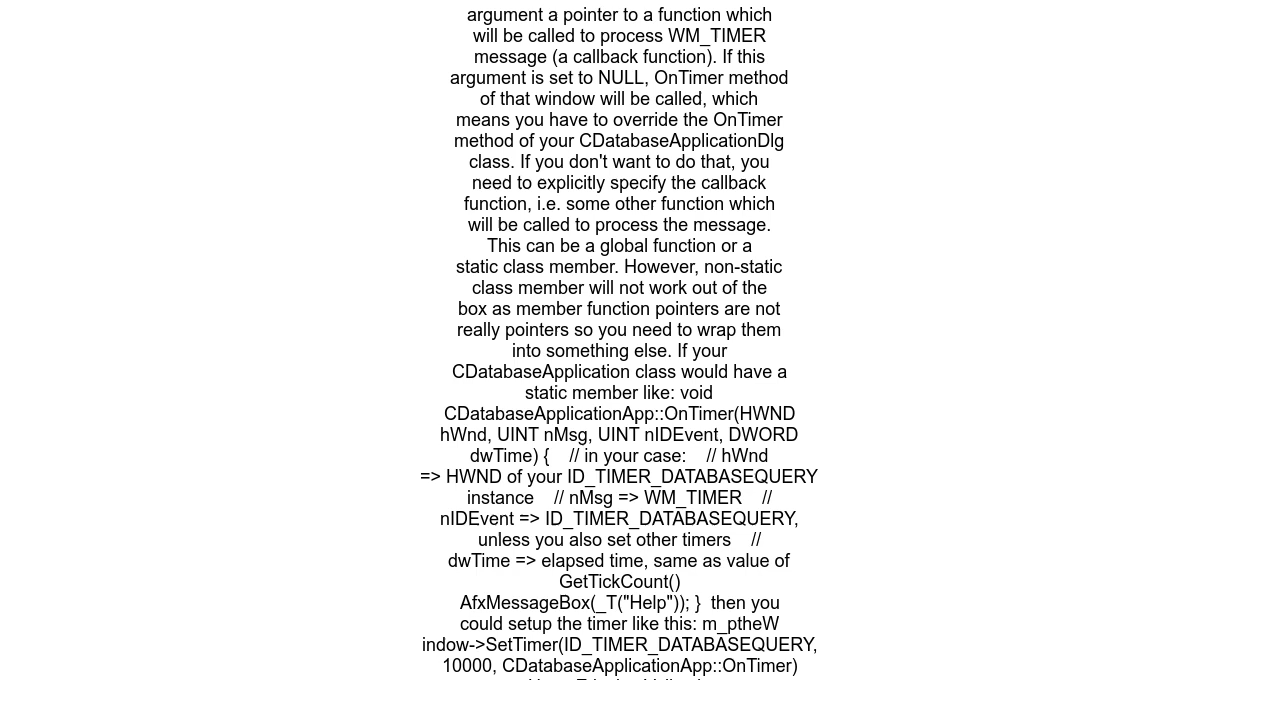 argument a pointer to a function which
will be called to process WM_TIMER
message (a callback function). If this
argument is set to NULL, OnTimer method
of that window will be called, which
means you have to override the OnTimer
method of your CDatabaseApplicationDlg
class. If you don't want to do that, you
need to explicitly specify the callback
function, i.e. some other function which
will be called to process the message.
This can be a global function or a
static class member. However, non-static
class member will not work out of the
box as member function pointers are not
really pointers so you need to wrap them
into something else. If your
CDatabaseApplication class would have a
static member like: void
CDatabaseApplicationApp::OnTimer(HWND
hWnd, UINT nMsg, UINT nIDEvent, DWORD
dwTime) {    // in your case:    // hWnd
=> HWND of your ID_TIMER_DATABASEQUERY
instance    // nMsg => WM_TIMER    //
nIDEvent => ID_TIMER_DATABASEQUERY,
unless you also set other timers    //
dwTime => elapsed time, same as value of
GetTickCount()
AfxMessageBox(_T("Help")); }  then you
could setup the timer like this: m_ptheW
indow->SetTimer(ID_TIMER_DATABASEQUERY,
10000, CDatabaseApplicationApp::OnTimer)